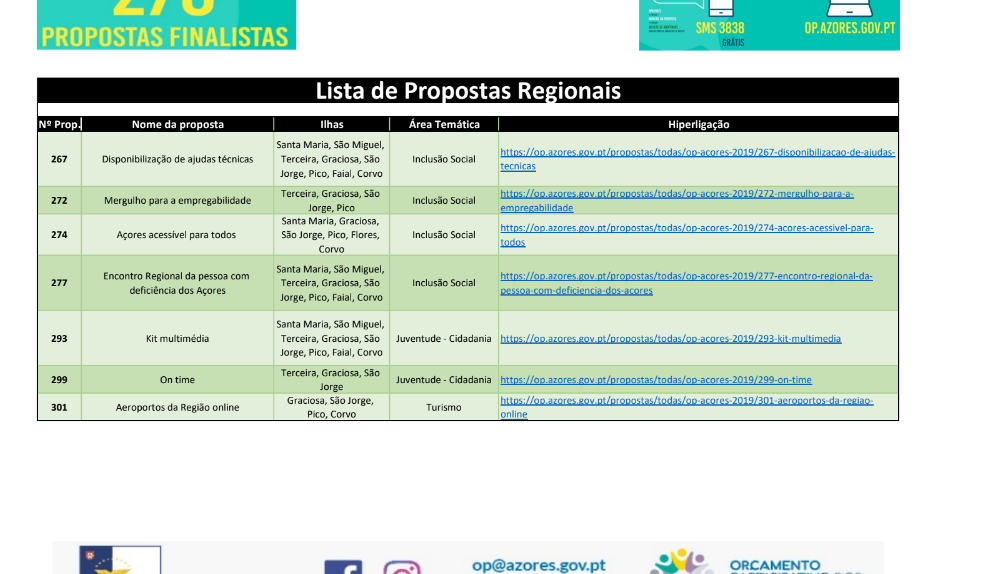 PROPOSTAS FINALISTAS
SMS 3838
GRÁTIS
OP.AZORES.GOV.PT
Lista de Propostas Regionais
Nº Prop. Nome da proposta Ilhas Área Temática Hiperligação
267 Disponibilização de ajudas técnicas Santa Maria, São Miguel,
Terceira, Graciosa, São
Jorge, Pico, Faial, Corvo Inclusão Social https://op.azores.gov.pt/propostas/todas/op-acores-2019/267-disponibilizacao-de-ajudas-
tecnicas
272 Mergulho para a empregabilidade Terceira, Graciosa, São
Jorge, Pico Inclusão Social https://op.azores.gov.pt/propostas/todas/op-acores-2019/272-mergulho-para-a-
empregabilidade
274 Açores acessível para todos Santa Maria, Graciosa,
São Jorge, Pico, Flores,
Corvo Inclusão Social https://op.azores.gov.pt/propostas/todas/op-acores-2019/274-acores-acessivel-para-
todos
277 Encontro Regional da pessoa com
deficiência dos Açores Santa Maria, São Miguel,
Terceira, Graciosa, São
Jorge, Pico, Faial, Corvo Inclusão Social https://op.azores.gov.pt/propostas/todas/op-acores-2019/277-encontro-regional-da-
pessoa-com-deficiencia-dos-acores
293 Kit multimédia Santa Maria, São Miguel,
Terceira, Graciosa, São
Jorge, Pico, Faial, Corvo Juventude - Cidadania https://op.azores.gov.pt/propostas/todas/op-acores-2019/293-kit-multimedia
299 On time Terceira, Graciosa, São
Jorge Juventude - Cidadania https://op.azores.gov.pt/propostas/todas/op-acores-2019/299-on-time
301 Aeroportos da Região online Graciosa, São Jorge,
Pico, Corvo Turismo https://op.azores.gov.pt/propostas/todas/op-acores-2019/301-aeroportos-da-regiao-
online
op@azores.gov.pt
ORÇAMENTO